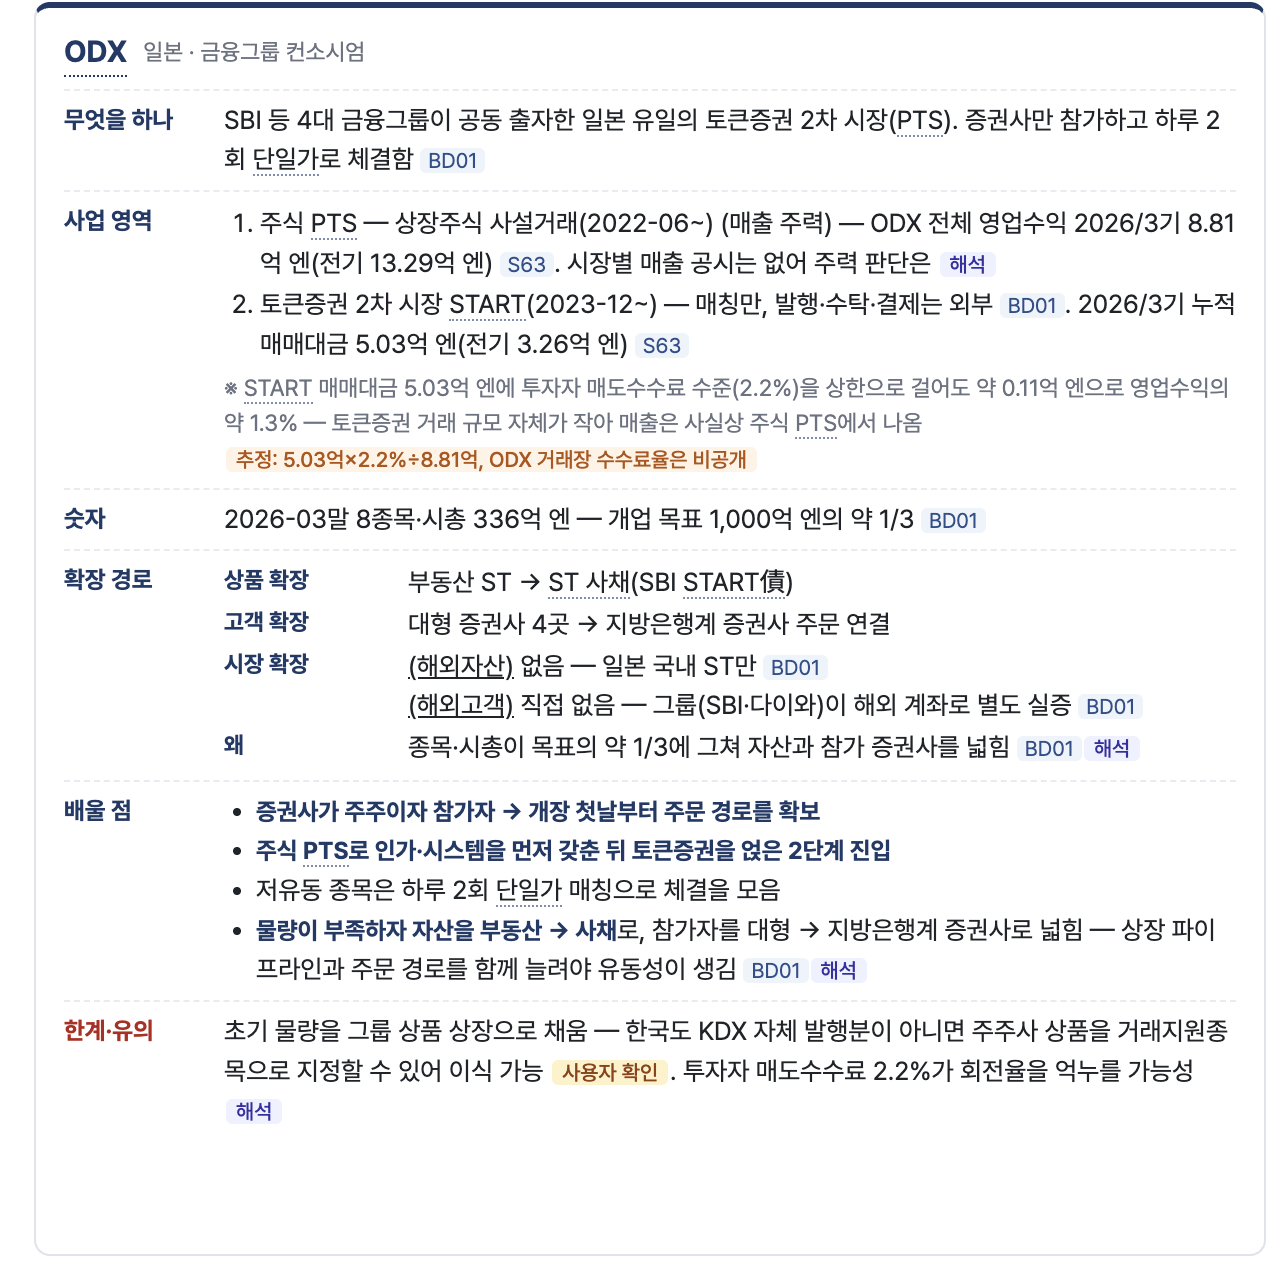 ODX 일본 · 금융그룹 컨소시엄
무엇을 하나 SBI 등 4대 금융그룹이 공동 출자한 일본 유일의 토큰증권 2차 시장(PTS). 증권사만 참가하고 하루 2
회 단일가로 체결함 BD01
사업 영역 1. 주식 PTS — 상장주식 사설거래(2022-06~) (매출 주력) — ODX 전체 영업수익 2026/3기 8.81
억 엔(전기 13.29억 엔) S63 . 시장별 매출 공시는 없어 주력 판단은 해석
2. 토큰증권 2차 시장 START(2023-12~) — 매칭만, 발행·수탁·결제는 외부 BD01 . 2026/3기 누적
매매대금 5.03억 엔(전기 3.26억 엔) S63
※ START 매매대금 5.03억 엔에 투자자 매도수수료 수준(2.2%)을 상한으로 걸어도 약 0.11억 엔으로 영업수익의
약 1.3% — 토큰증권 거래 규모 자체가 작아 매출은 사실상 주식 PTS에서 나옴
추정: 5.03억×2.2%÷8.81억, ODX 거래장 수수료율은 비공개
숫자 2026-03말 8종목·시총 336억 엔 — 개업 목표 1,000억 엔의 약 1/3 BD01
확장 경로 상품 확장 부동산 ST → ST 사채(SBI START債)
고객 확장 대형 증권사 4곳 → 지방은행계 증권사 주문 연결
시장 확장 (해외자산) 없음 — 일본 국내 ST만 BD01
(해외고객) 직접 없음 — 그룹(SBI·다이와)이 해외 계좌로 별도 실증 BD01
왜 종목·시총이 목표의 약 1/3에 그쳐 자산과 참가 증권사를 넓힘 BD01 해석
배울 점 • 증권사가 주주이자 참가자 → 개장 첫날부터 주문 경로를 확보
• 주식 PTS로 인가·시스템을 먼저 갖춘 뒤 토큰증권을 얹은 2단계 진입
• 저유동 종목은 하루 2회 단일가 매칭으로 체결을 모음
• 물량이 부족하자 자산을 부동산 → 사채로, 참가자를 대형 → 지방은행계 증권사로 넓힘 — 상장 파이
프라인과 주문 경로를 함께 늘려야 유동성이 생김 BD01 해석
한계·유의 초기 물량을 그룹 상품 상장으로 채움 — 한국도 KDX 자체 발행분이 아니면 주주사 상품을 거래지원종
목으로 지정할 수 있어 이식 가능 사용자 확인 . 투자자 매도수수료 2.2%가 회전율을 억누를 가능성
해석